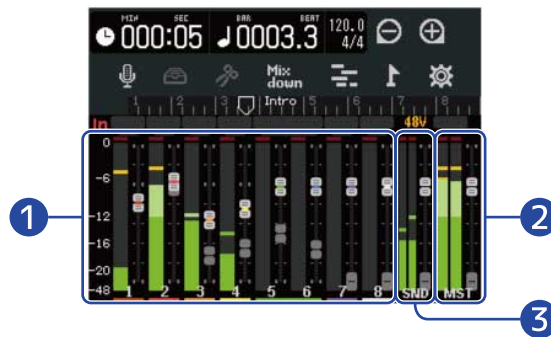 MIN SEC BAR BEAT
000:05 0003.3 120.0
4/4
Mix
down
1 2 3 Intro 5 6 7 8
In 48V
0
-6
-12
-16
-20
-48 1 2 3 4 5 6 7 8 SND MST
1
2
3